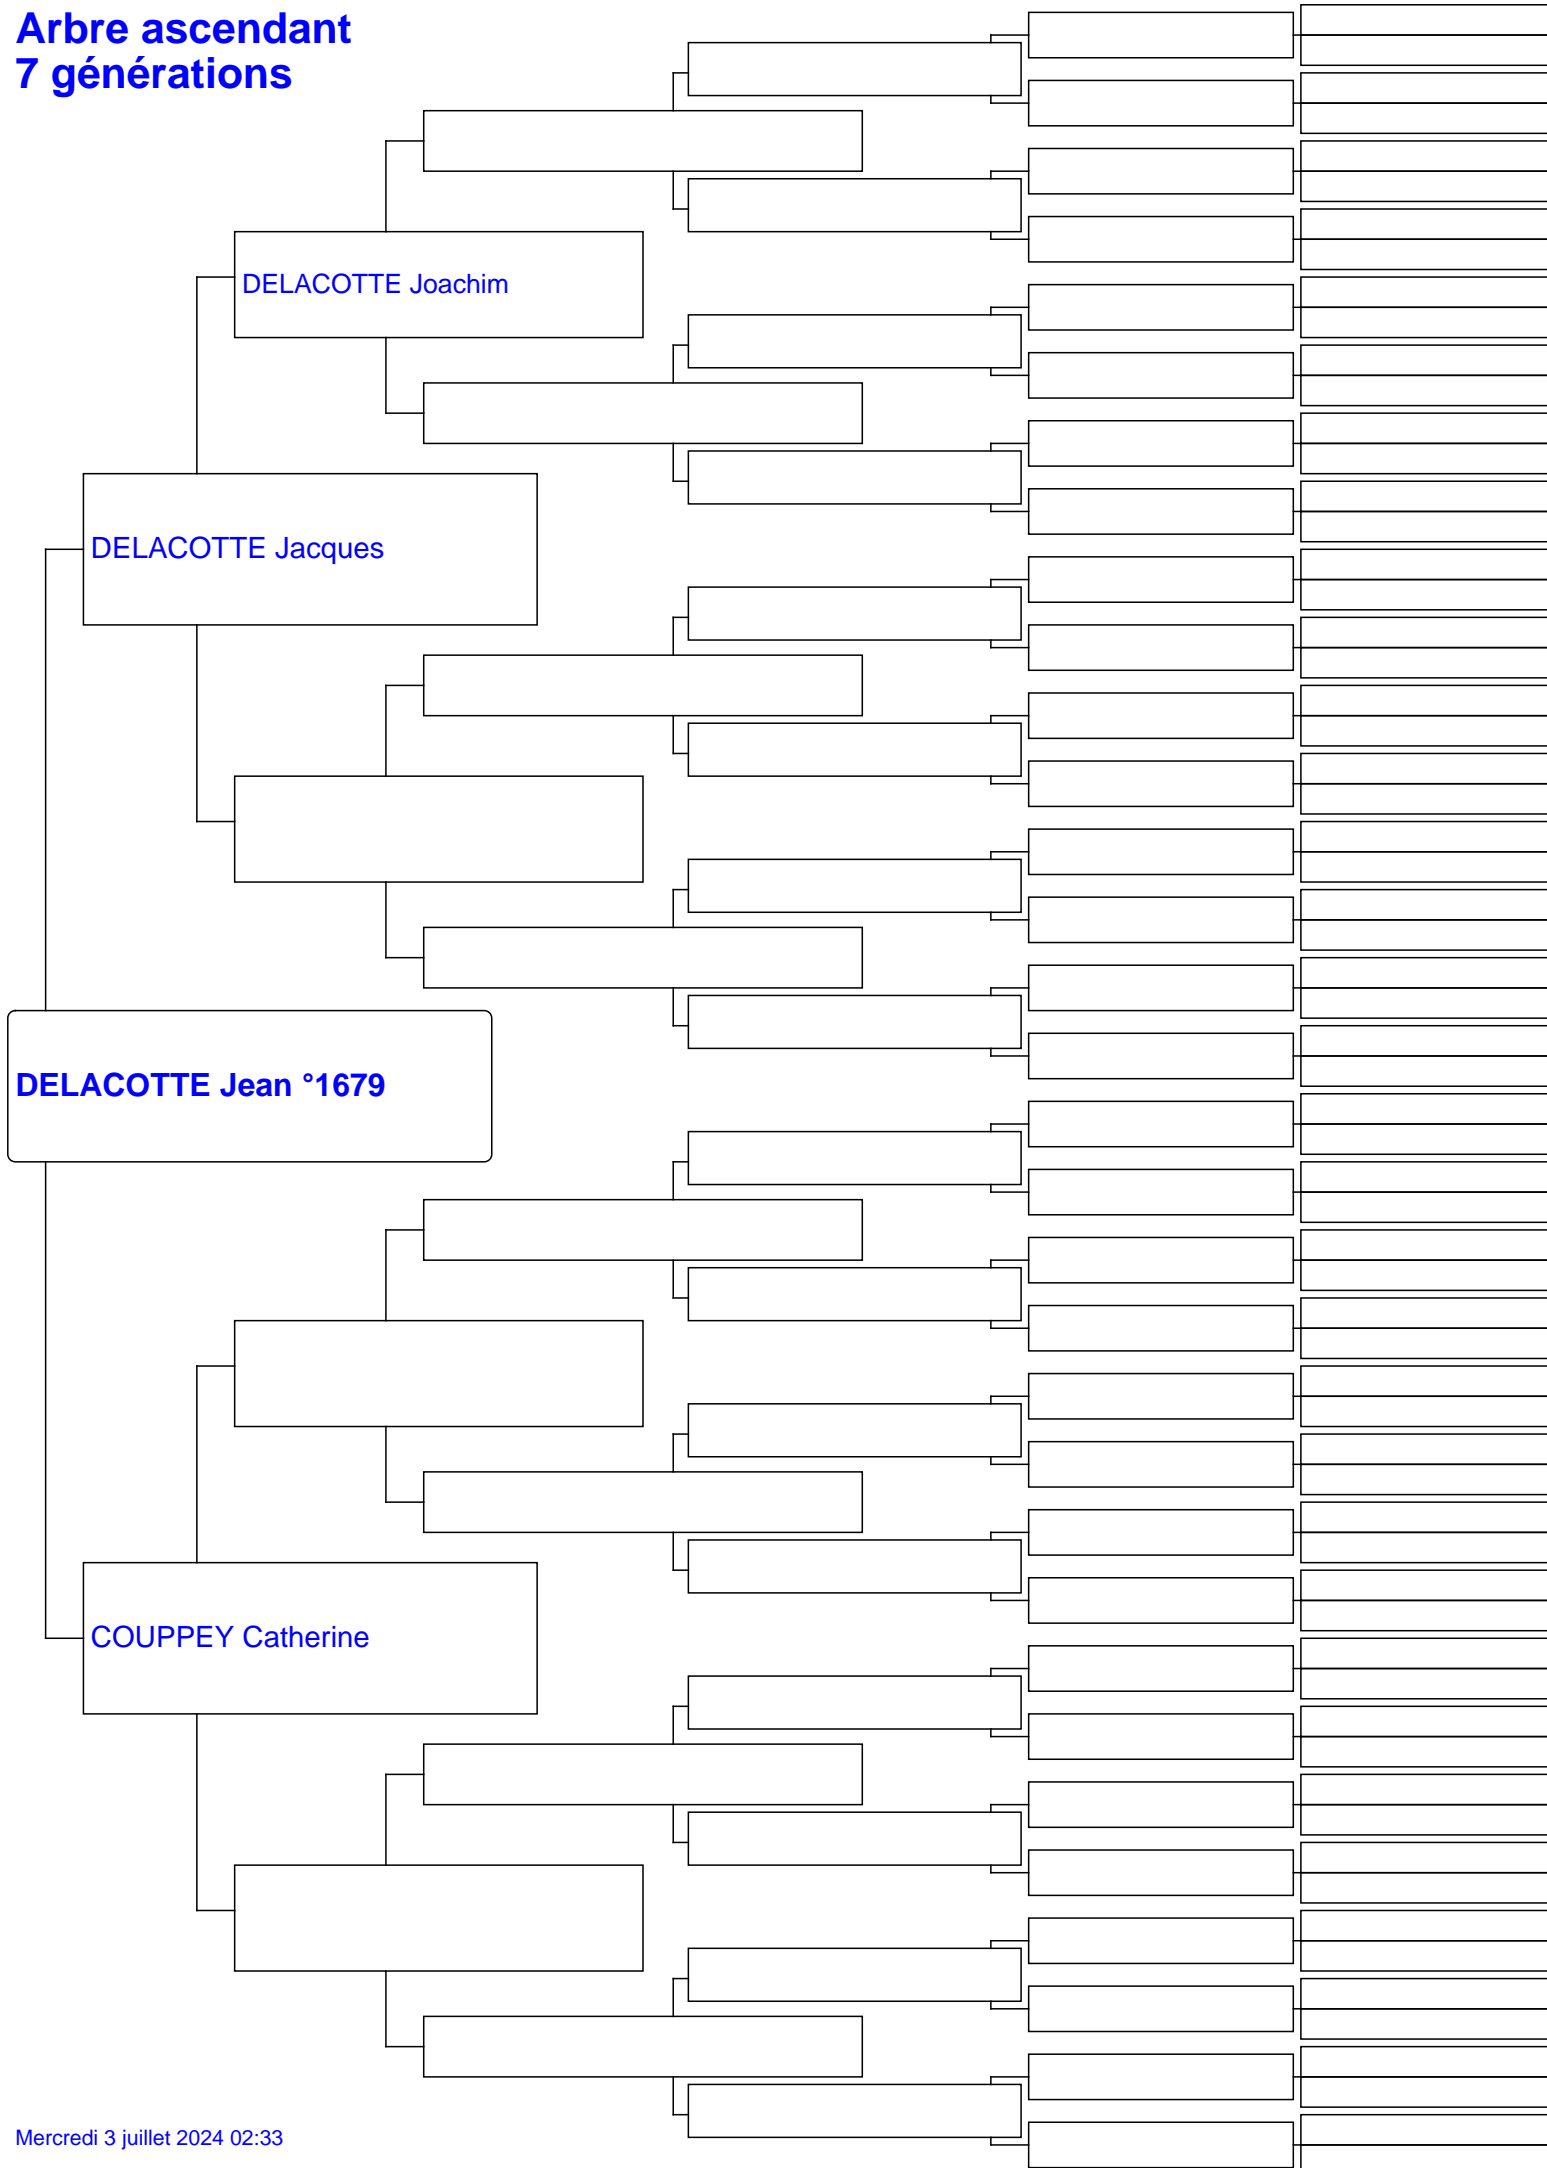 Arbre ascendant
7 générations
DELACOTTE Joachim
DELACOTTE Jacques
DELACOTTE Jean °1679
COUPPEY Catherine
Mercredi 3 juillet 2024 02:33